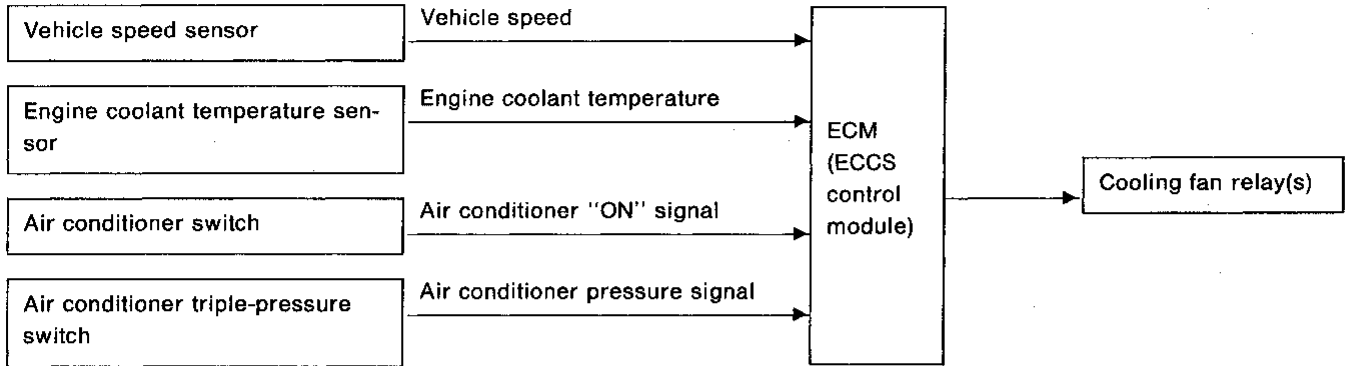 Vehicle speed sensor
Vehicle speed
Engine coolant temperature sen-
sor
Engine coolant temperature
Air conditioner switch
Air conditioner "ON" signal
Air conditioner triple-pressure
switch
Air conditioner pressure signal
ECM
(ECCS
control
module)
Cooling fan relay(s)